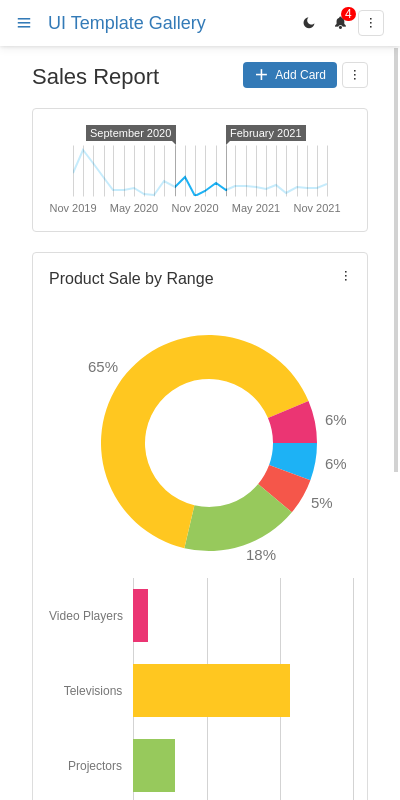 UI Template Gallery
4
Sales Report
Add Card
September 2020
February 2021
Nov 2019
May 2020
Nov 2020
May 2021
Nov 2021
Product Sale by Range
65%
6%
6%
5%
18%
Video Players
Televisions
Projectors